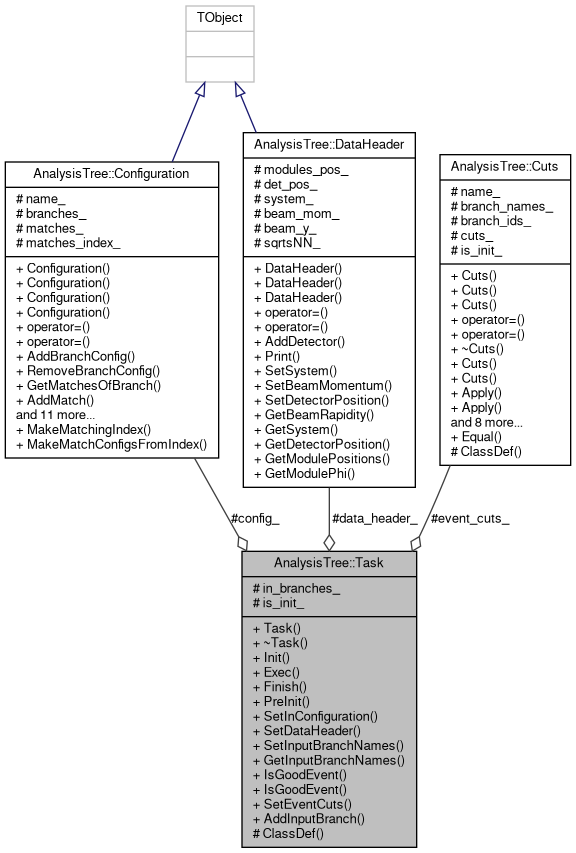 TObject
AnalysisTree::Configuration
# name_
# branches_
# matches_
# matches_index_
+ Configuration()
+ Configuration()
+ Configuration()
+ Configuration()
+ operator=()
+ operator=()
+ AddBranchConfig()
+ RemoveBranchConfig()
+ GetMatchesOfBranch()
+ AddMatch()
and 11 more...
+ MakeMatchingIndex()
+ MakeMatchConfigsFromIndex()
AnalysisTree::DataHeader
# modules_pos_
# det_pos_
# system_
# beam_mom_
# beam_y_
# sqrtsNN_
+ DataHeader()
+ DataHeader()
+ DataHeader()
+ operator=()
+ operator=()
+ AddDetector()
+ Print()
+ SetSystem()
+ SetBeamMomentum()
+ SetDetectorPosition()
+ GetBeamRapidity()
+ GetSystem()
+ GetDetectorPosition()
+ GetModulePositions()
+ GetModulePhi()
AnalysisTree::Cuts
# name_
# branch_names_
# branch_ids_
# cuts_
# is_init_
+ Cuts()
+ Cuts()
+ Cuts()
+ operator=()
+ operator=()
+ ~Cuts()
+ Cuts()
+ Cuts()
+ Apply()
+ Apply()
and 8 more...
+ Equal()
# ClassDef()
#config_
#data_header_
#event_cuts_
AnalysisTree::Task
# in_branches_
# is_init_
+ Task()
+ ~Task()
+ Init()
+ Exec()
+ Finish()
+ PreInit()
+ SetInConfiguration()
+ SetDataHeader()
+ SetInputBranchNames()
+ GetInputBranchNames()
+ IsGoodEvent()
+ IsGoodEvent()
+ SetEventCuts()
+ AddInputBranch()
# ClassDef()